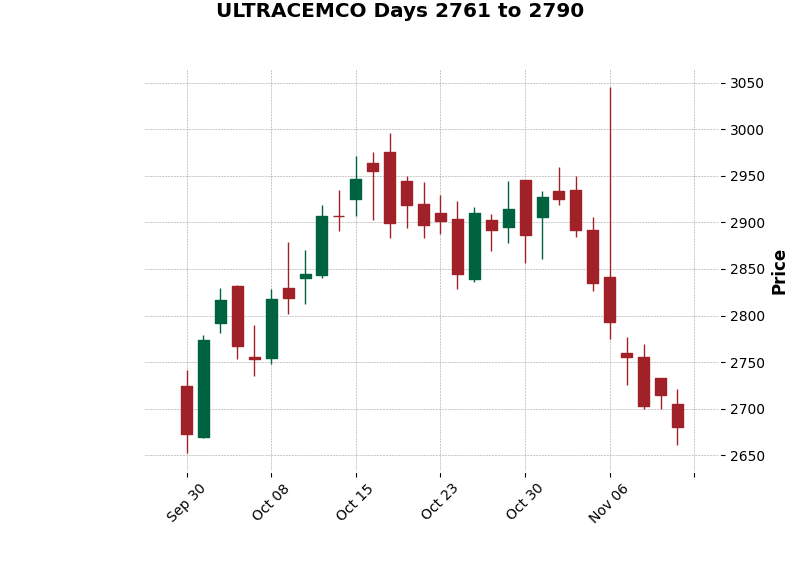 ULTRACEMCO Days 2761 to 2790
3050
3000
2950
2900
2850
2800
2750
2700
2650
Price
Sep 30
Oct 08
Oct 15
Oct 23
Oct 30
Nov 06